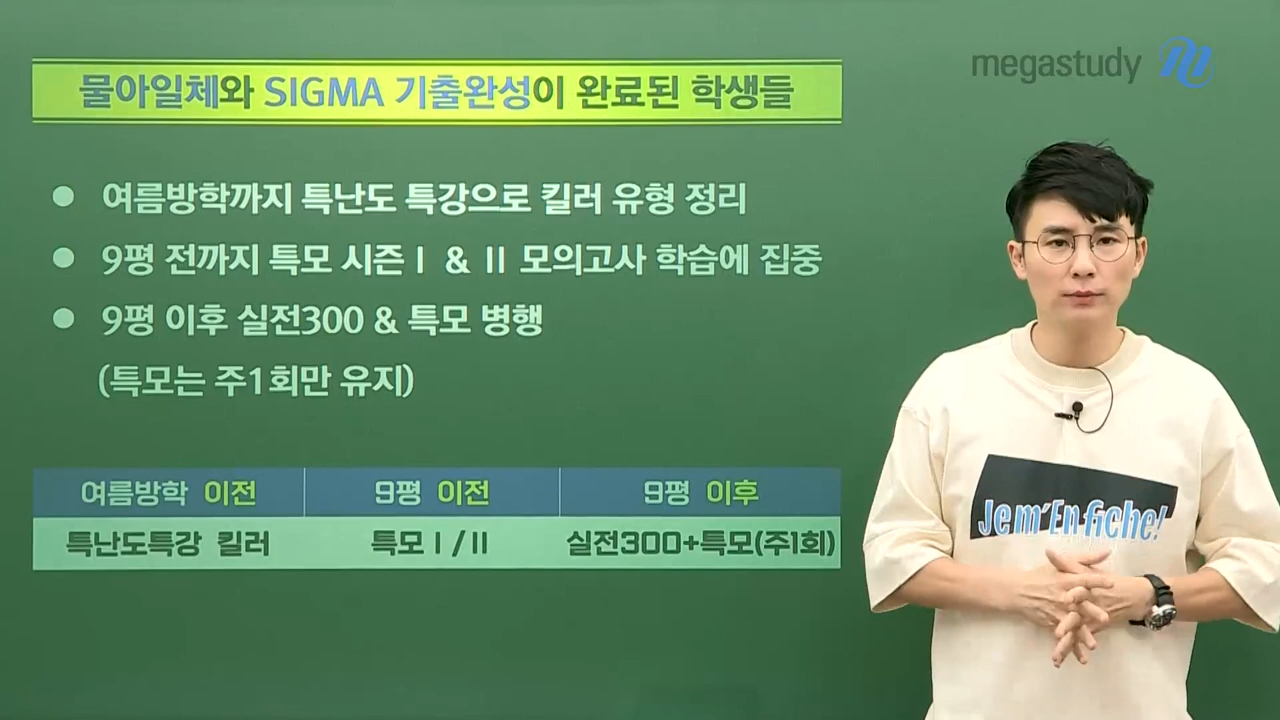 megastudy
물아일체와 SIGMA 기출완성이 완료된 학생들
● 여름방학까지 특난도 특강으로 킬러 유형 정리
● 9평 전까지 특모 시즌Ⅰ & Ⅱ 모의고사 학습에 집중
● 9평 이후 실전300 & 특모 병행
(특모는 주1회만 유지)
여름방학 이전 9평 이전 9평 이후
특난도특강 킬러 특모Ⅰ/Ⅱ 실전300+특모(주1회)
Jem'En fiche!